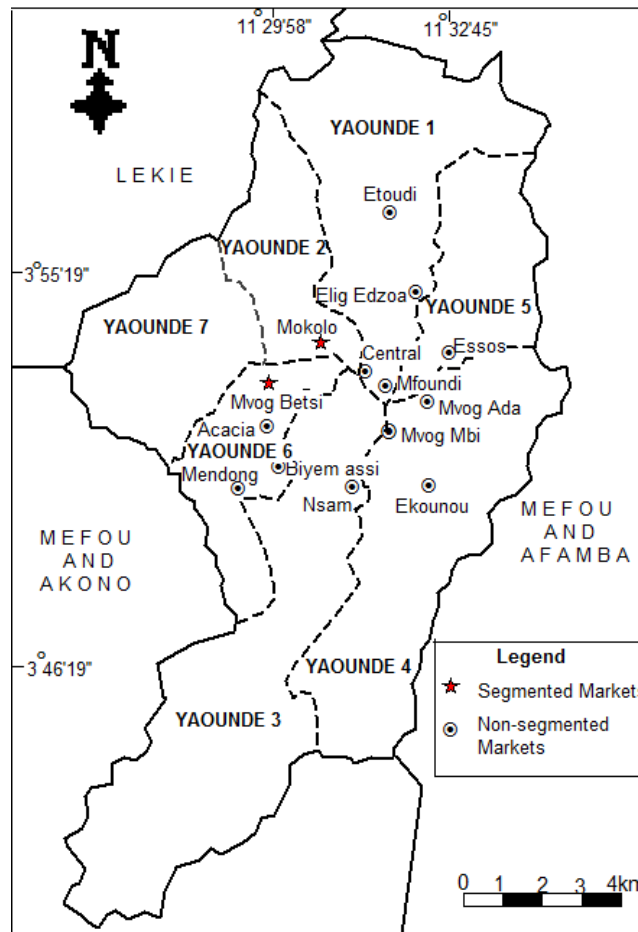 11°29'58"
11°32'45"
N
YAOUNDE 1
LEKIE
Etoudi
YAOUNDE 2
3°55'19"
Elig Edzoa
YAOUNDE 5
YAOUNDE 7
Mokolo
Central
Essos
Mfoundi
Mvog Betsi
Mvog Ada
Acacia
Mvog Mbi
YAOUNDE 6
Biyem assi
Mendong
Nsam
Ekounou
MEFOU
AND
AKONO
MEFOU
AND
AFAMBA
3°46'19"
YAOUNDE 4
YAOUNDE 3
Legend
Segmented Markets
Non-segmented
Markets
0 1 2 3 4km